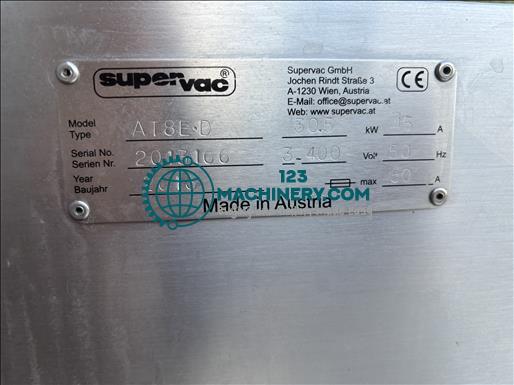 supervac®
Supervac GmbH
Jochen Rindt Straße 3
A-1230 Wien, Austria
E-Mail: office@supervac.at
Web: www.supervac.at
CE
Model AT8E-D 30.5 kW 15 A
Type
Serial No. 3.400 Volt 50 Hz
Serien Nr.
Year max A
Baujahr
123
MACHINERY.COM
Made in Austria